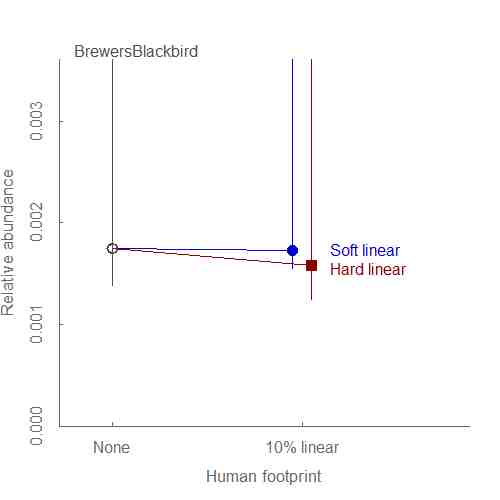 BrewersBlackbird
Relative abundance
0.003
0.002
0.001
0.000
Soft linear
Hard linear
None
10% linear
Human footprint